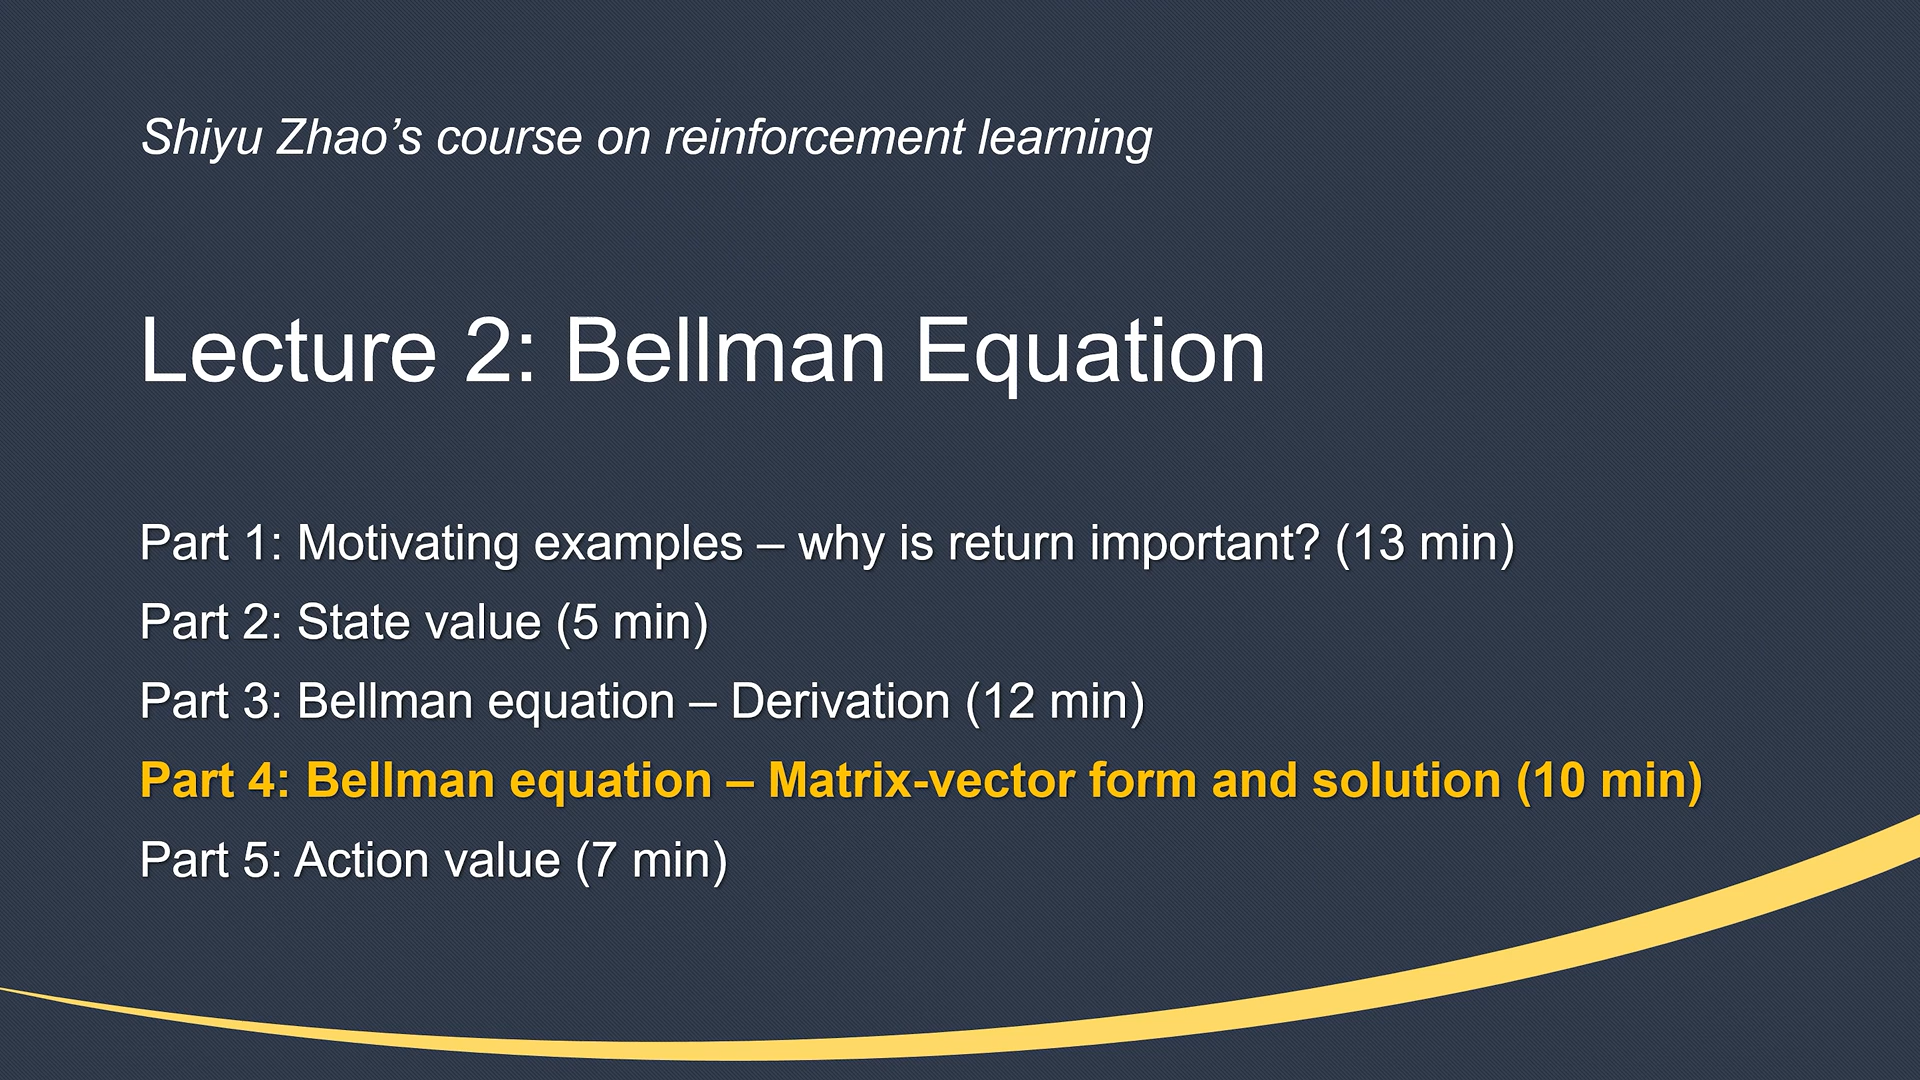 Shiyu Zhao’s course on reinforcement learning
Lecture 2: Bellman Equation
Part 1: Motivating examples – why is return important? (13 min)
Part 2: State value (5 min)
Part 3: Bellman equation – Derivation (12 min)
Part 4: Bellman equation – Matrix-vector form and solution (10 min)
Part 5: Action value (7 min)